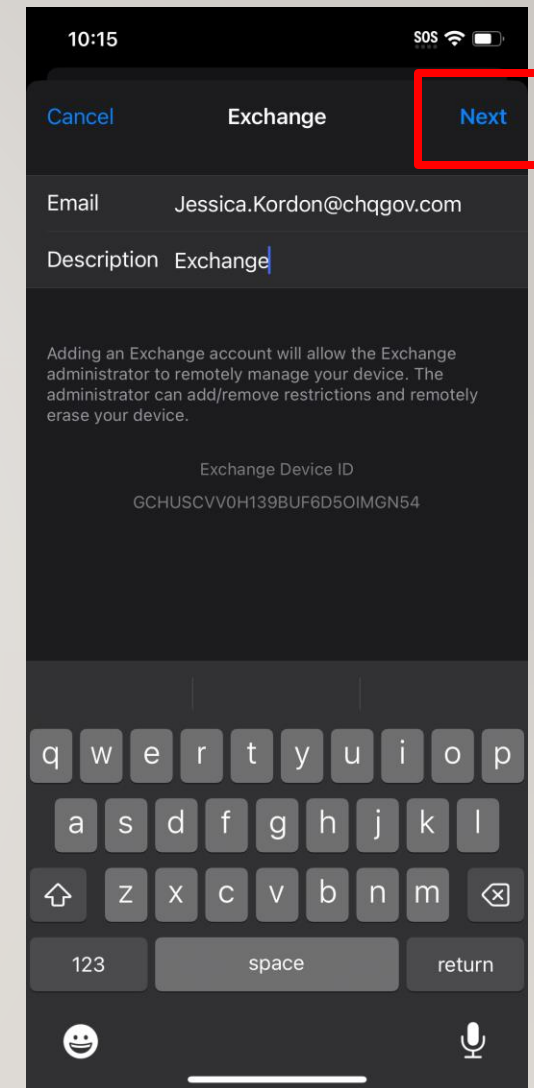 10:15 SOS
Cancel Exchange Next
Email Jessica.Kordon@chqgov.com
Description Exchange
Adding an Exchange account will allow the Exchange
administrator to remotely manage your device. The
administrator can add/remove restrictions and remotely
erase your device.
Exchange Device ID
GCHUSCVV0H139BUF6D5OIMGN54
q w e r t y u i o p
a s d f g h j k l
z x c v b n m
123 space return